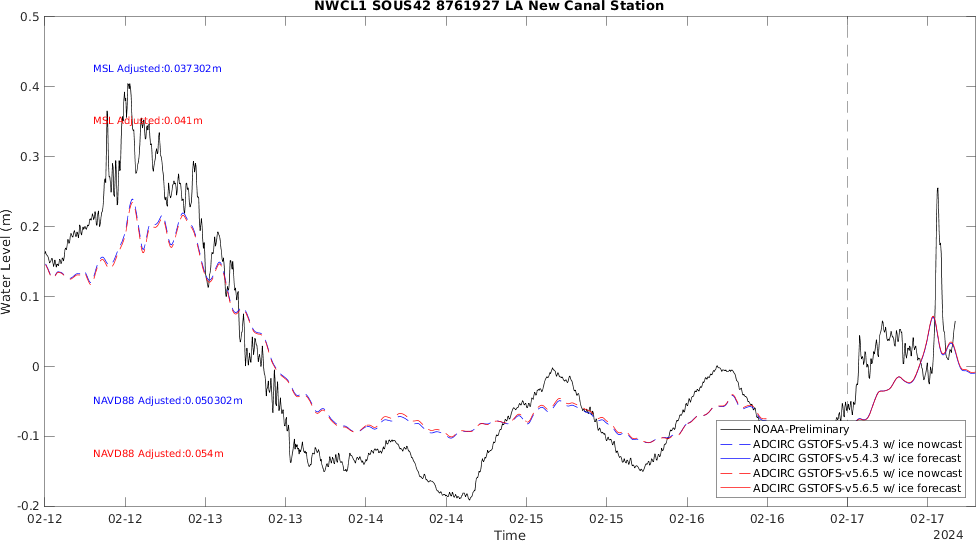 NWCL1 SOUS42 8761927 LA New Canal Station
0.5
0.4
0.3
0.2
0.1
0
-0.1
-0.2
Water Level (m)
MSL Adjusted:0.037302m
MSL Adjusted:0.041m
NAVD88 Adjusted:0.050302m
NAVD88 Adjusted:0.054m
NOAA-Preliminary
ADCIRC GSTOFS-v5.4.3 w/ ice nowcast
ADCIRC GSTOFS-v5.4.3 w/ ice forecast
ADCIRC GSTOFS-v5.6.5 w/ ice nowcast
ADCIRC GSTOFS-v5.6.5 w/ ice forecast
02-12 02-12 02-13 02-13 02-14 02-14 02-15 02-15 02-16 02-16 02-17 02-17
Time
2024